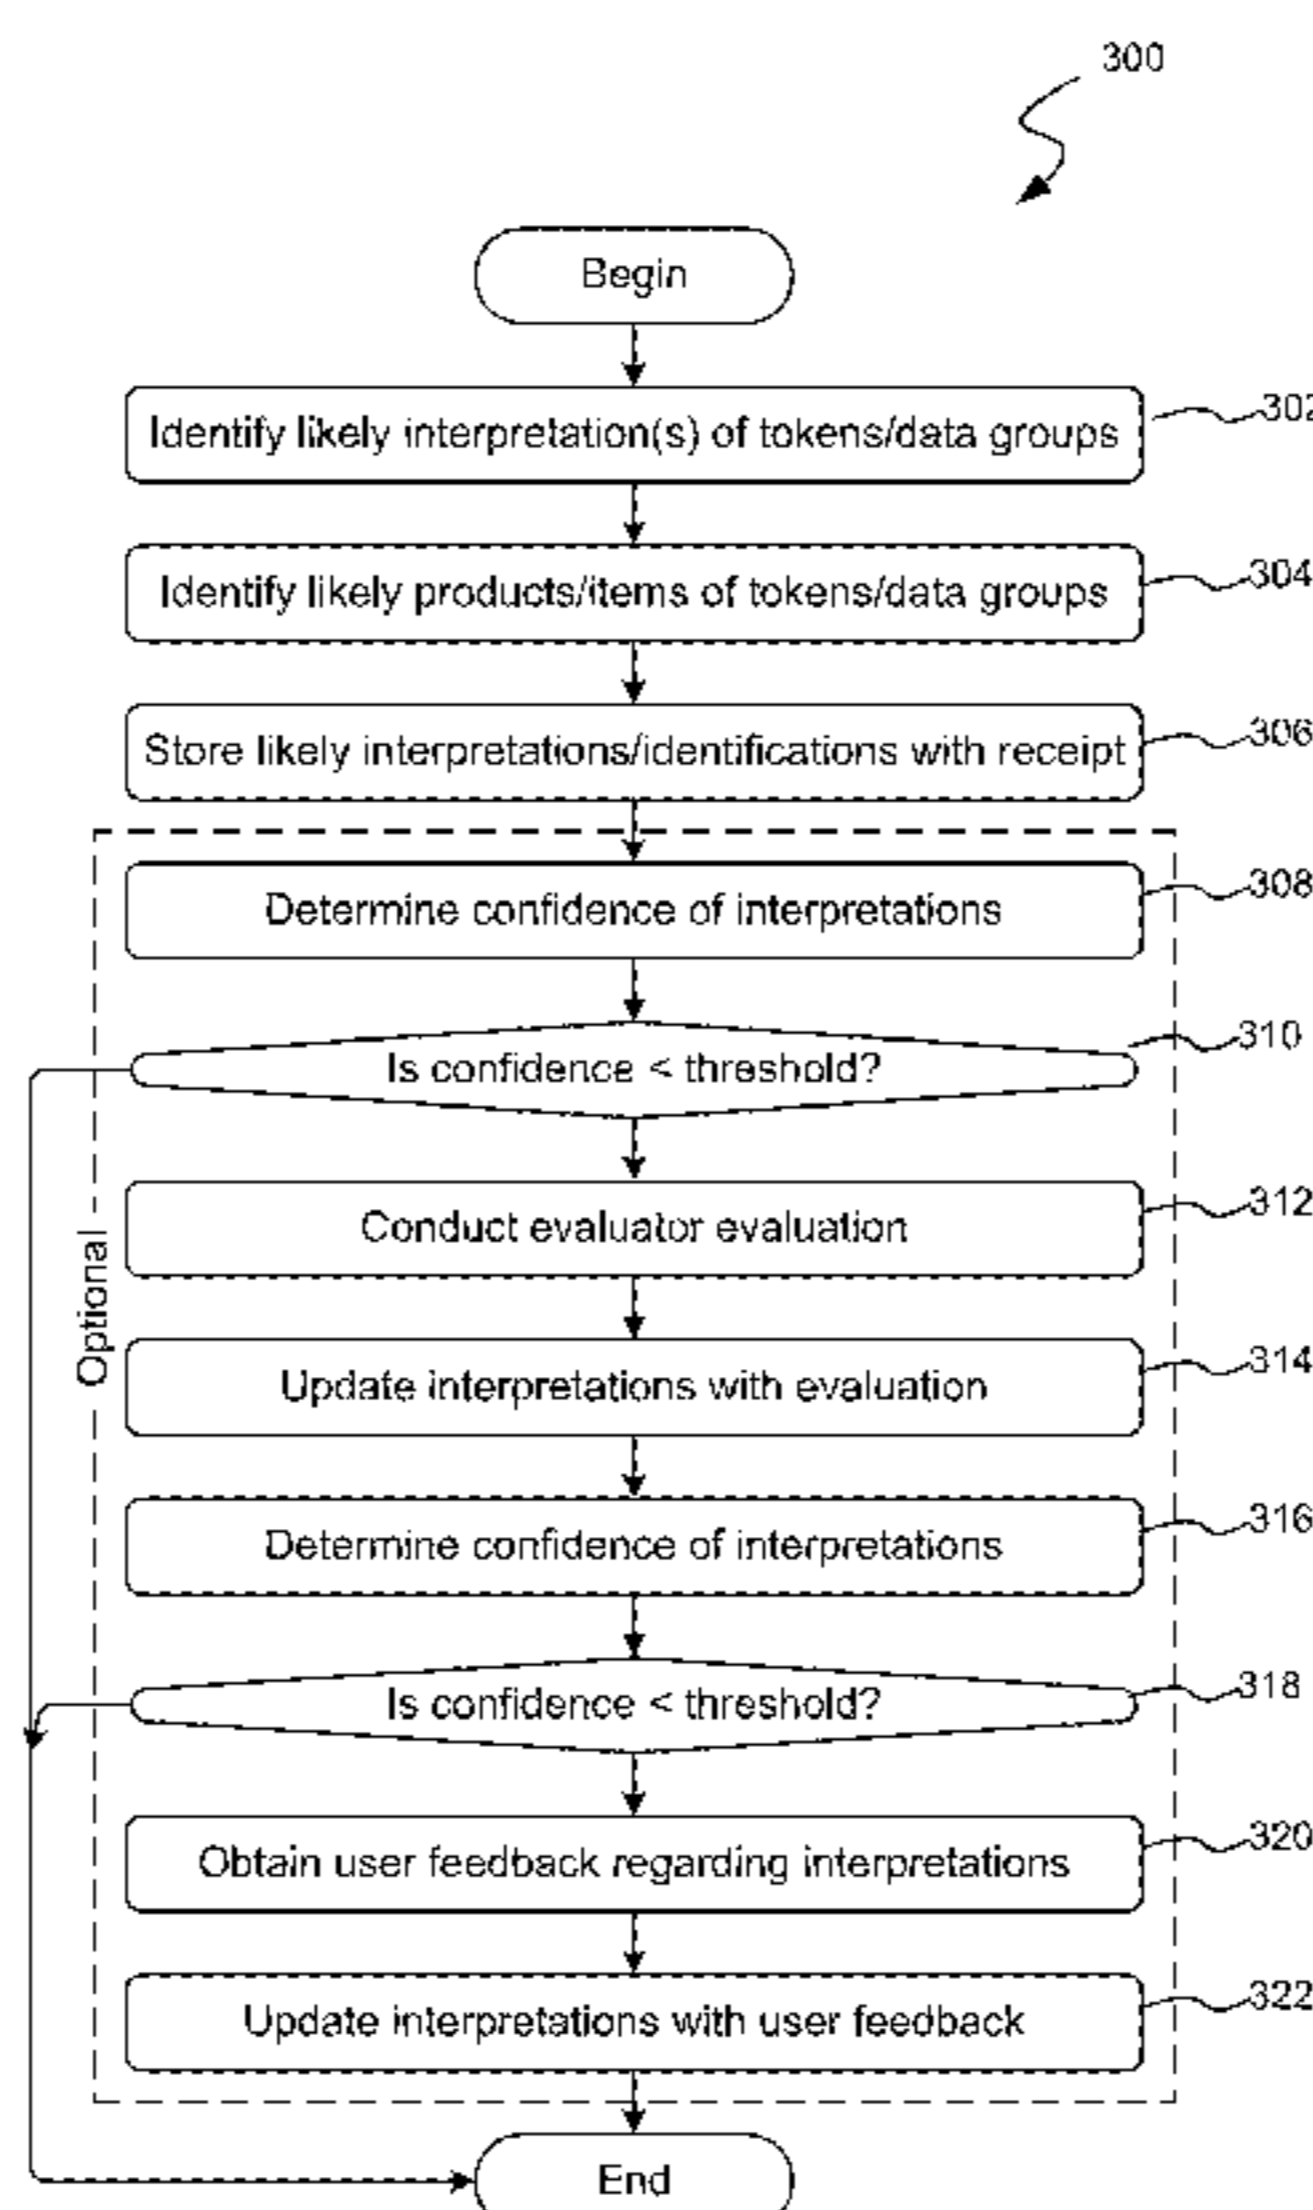 300
Begin
Identify likely interpretation(s) of tokens/data groups
302
Identify likely products/items of tokens/data groups
304
Store likely interpretations/identifications with receipt
306
Determine confidence of interpretations
308
Is confidence < threshold?
310
Conduct evaluator evaluation
312
Optional
Update interpretations with evaluation
314
Determine confidence of interpretations
316
Is confidence < threshold?
318
Obtain user feedback regarding interpretations
320
Update interpretations with user feedback
322
End